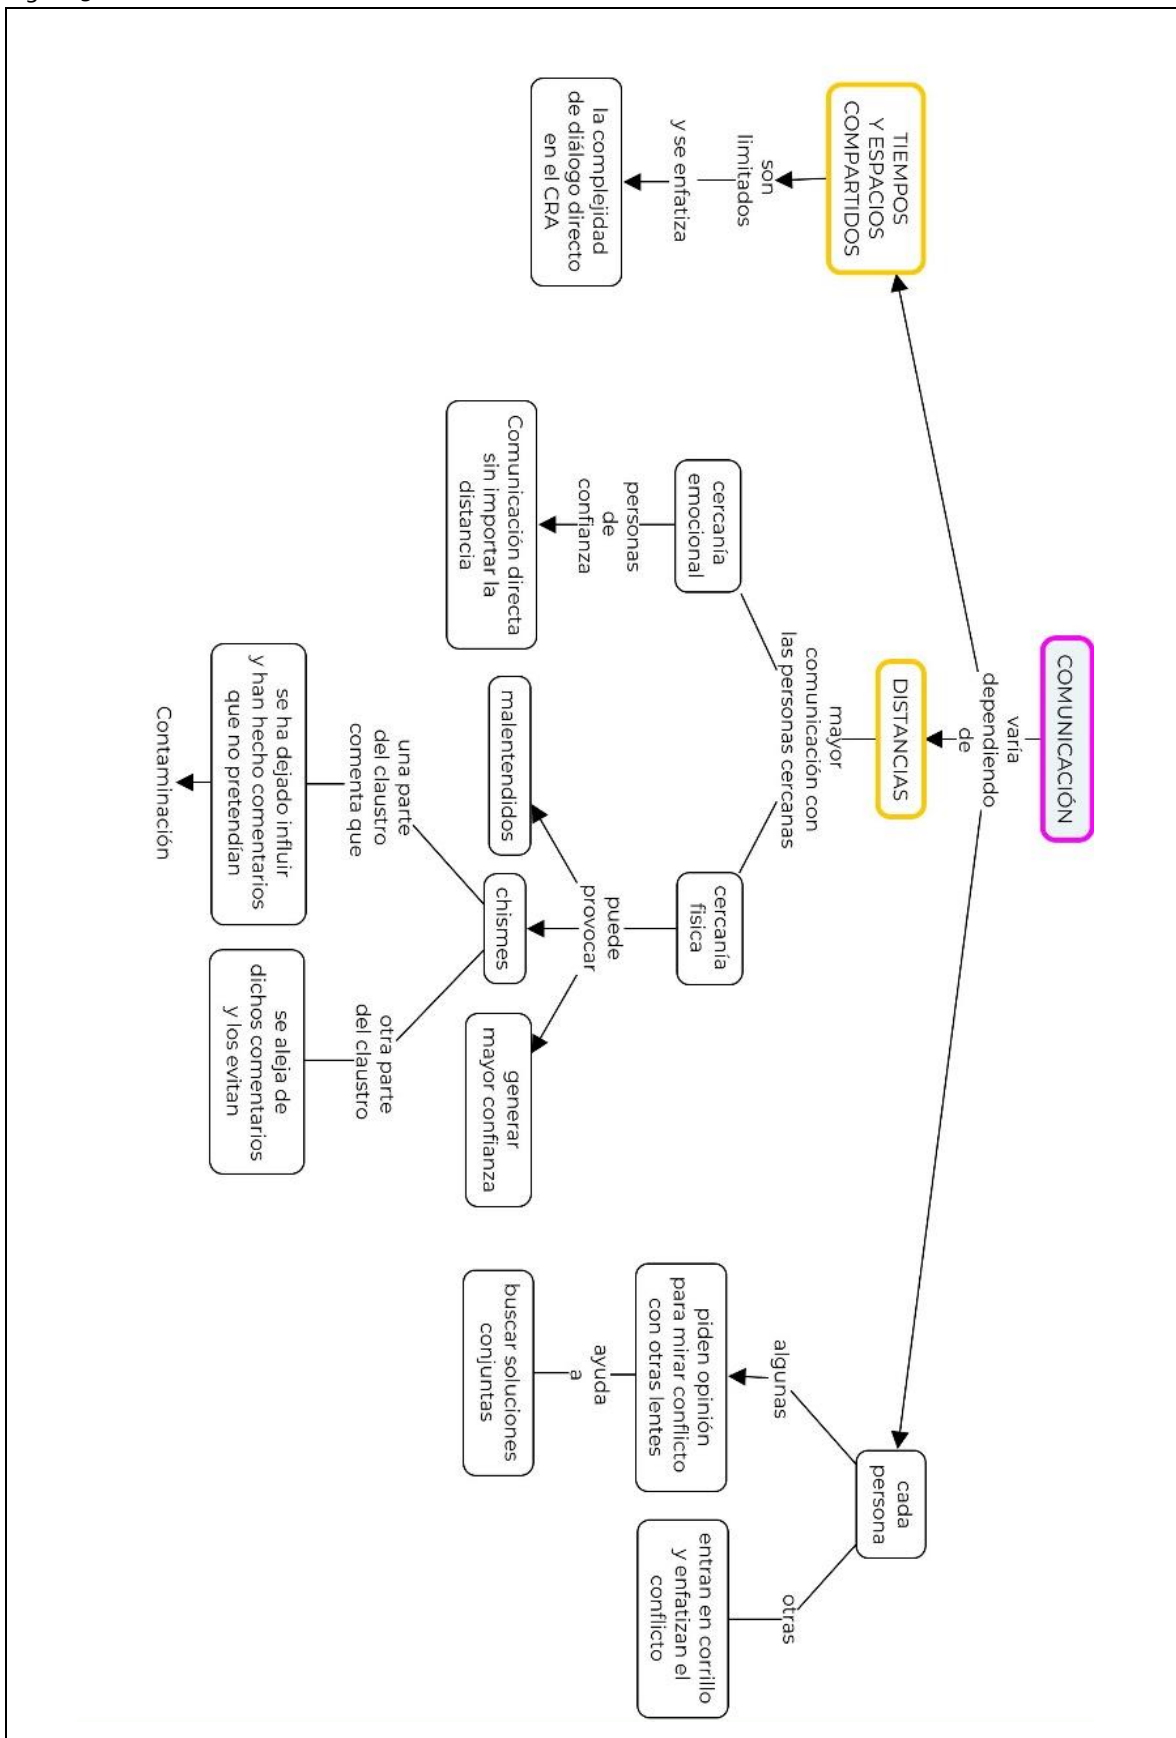 COMUNICACIÓN
varía
dependiendo
de
TIEMPOS
Y ESPACIOS
COMPARTIDOS
son
limitados
y se enfatiza
la complejidad
de diálogo directo
en el CRA
DISTANCIAS
mayor
comunicación con
las personas cercanas
cercanía
emocional
personas
de
confianza
Comunicación directa
sin importar la
distancia
cercanía
física
puede
provocar
malentendidos
chismes
generar
mayor confianza
una parte
del claustro
comenta que
se ha dejado influir
y han hecho comentarios
que no pretendían
Contaminación
otra parte
del claustro
se aleja de
dichos comentarios
y los evitan
cada
persona
algunas
piden opinión
para mirar conflicto
con otras lentes
ayuda
a
buscar soluciones
conjuntas
otras
entran en corrillo
y enfatizan el
conflicto